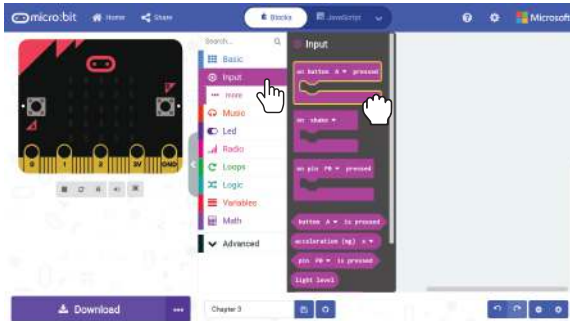 micro:bit Home Share Blocks JavaScript Microsoft
Search...
Basic
Input
more
Music
Led
Radio
Loops
Logic
Variables
Math
Advanced
Input
on button A pressed
on shake
on pin P0 pressed
button A is pressed
acceleration (mg) x
pin P0 is pressed
light level
0 1 2 3V GND
Download
Chapter 3